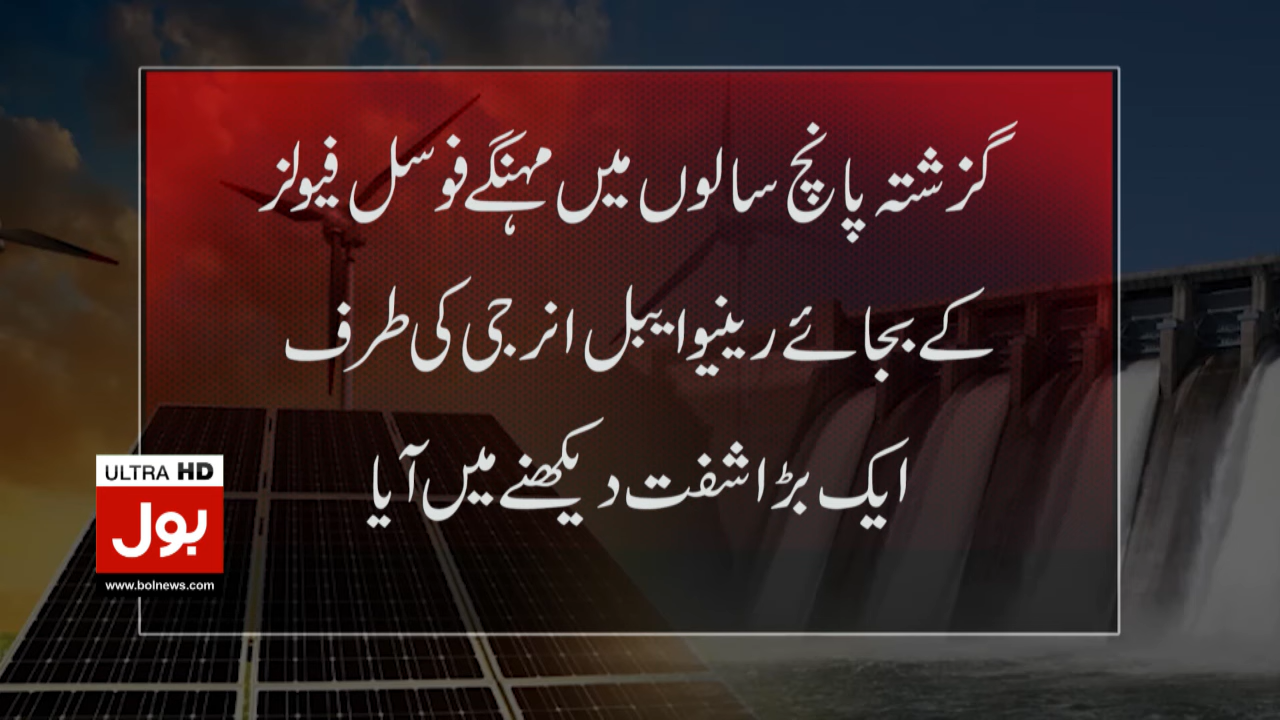 گزشتہ پانچ سالوں میں مہنگے فوسل فیولز
کے بجائے رینیوایبل انرجی کی طرف
ایک بڑا شفت دیکھنے میں آیا
ULTRA HD
بول
www.bolnews.com